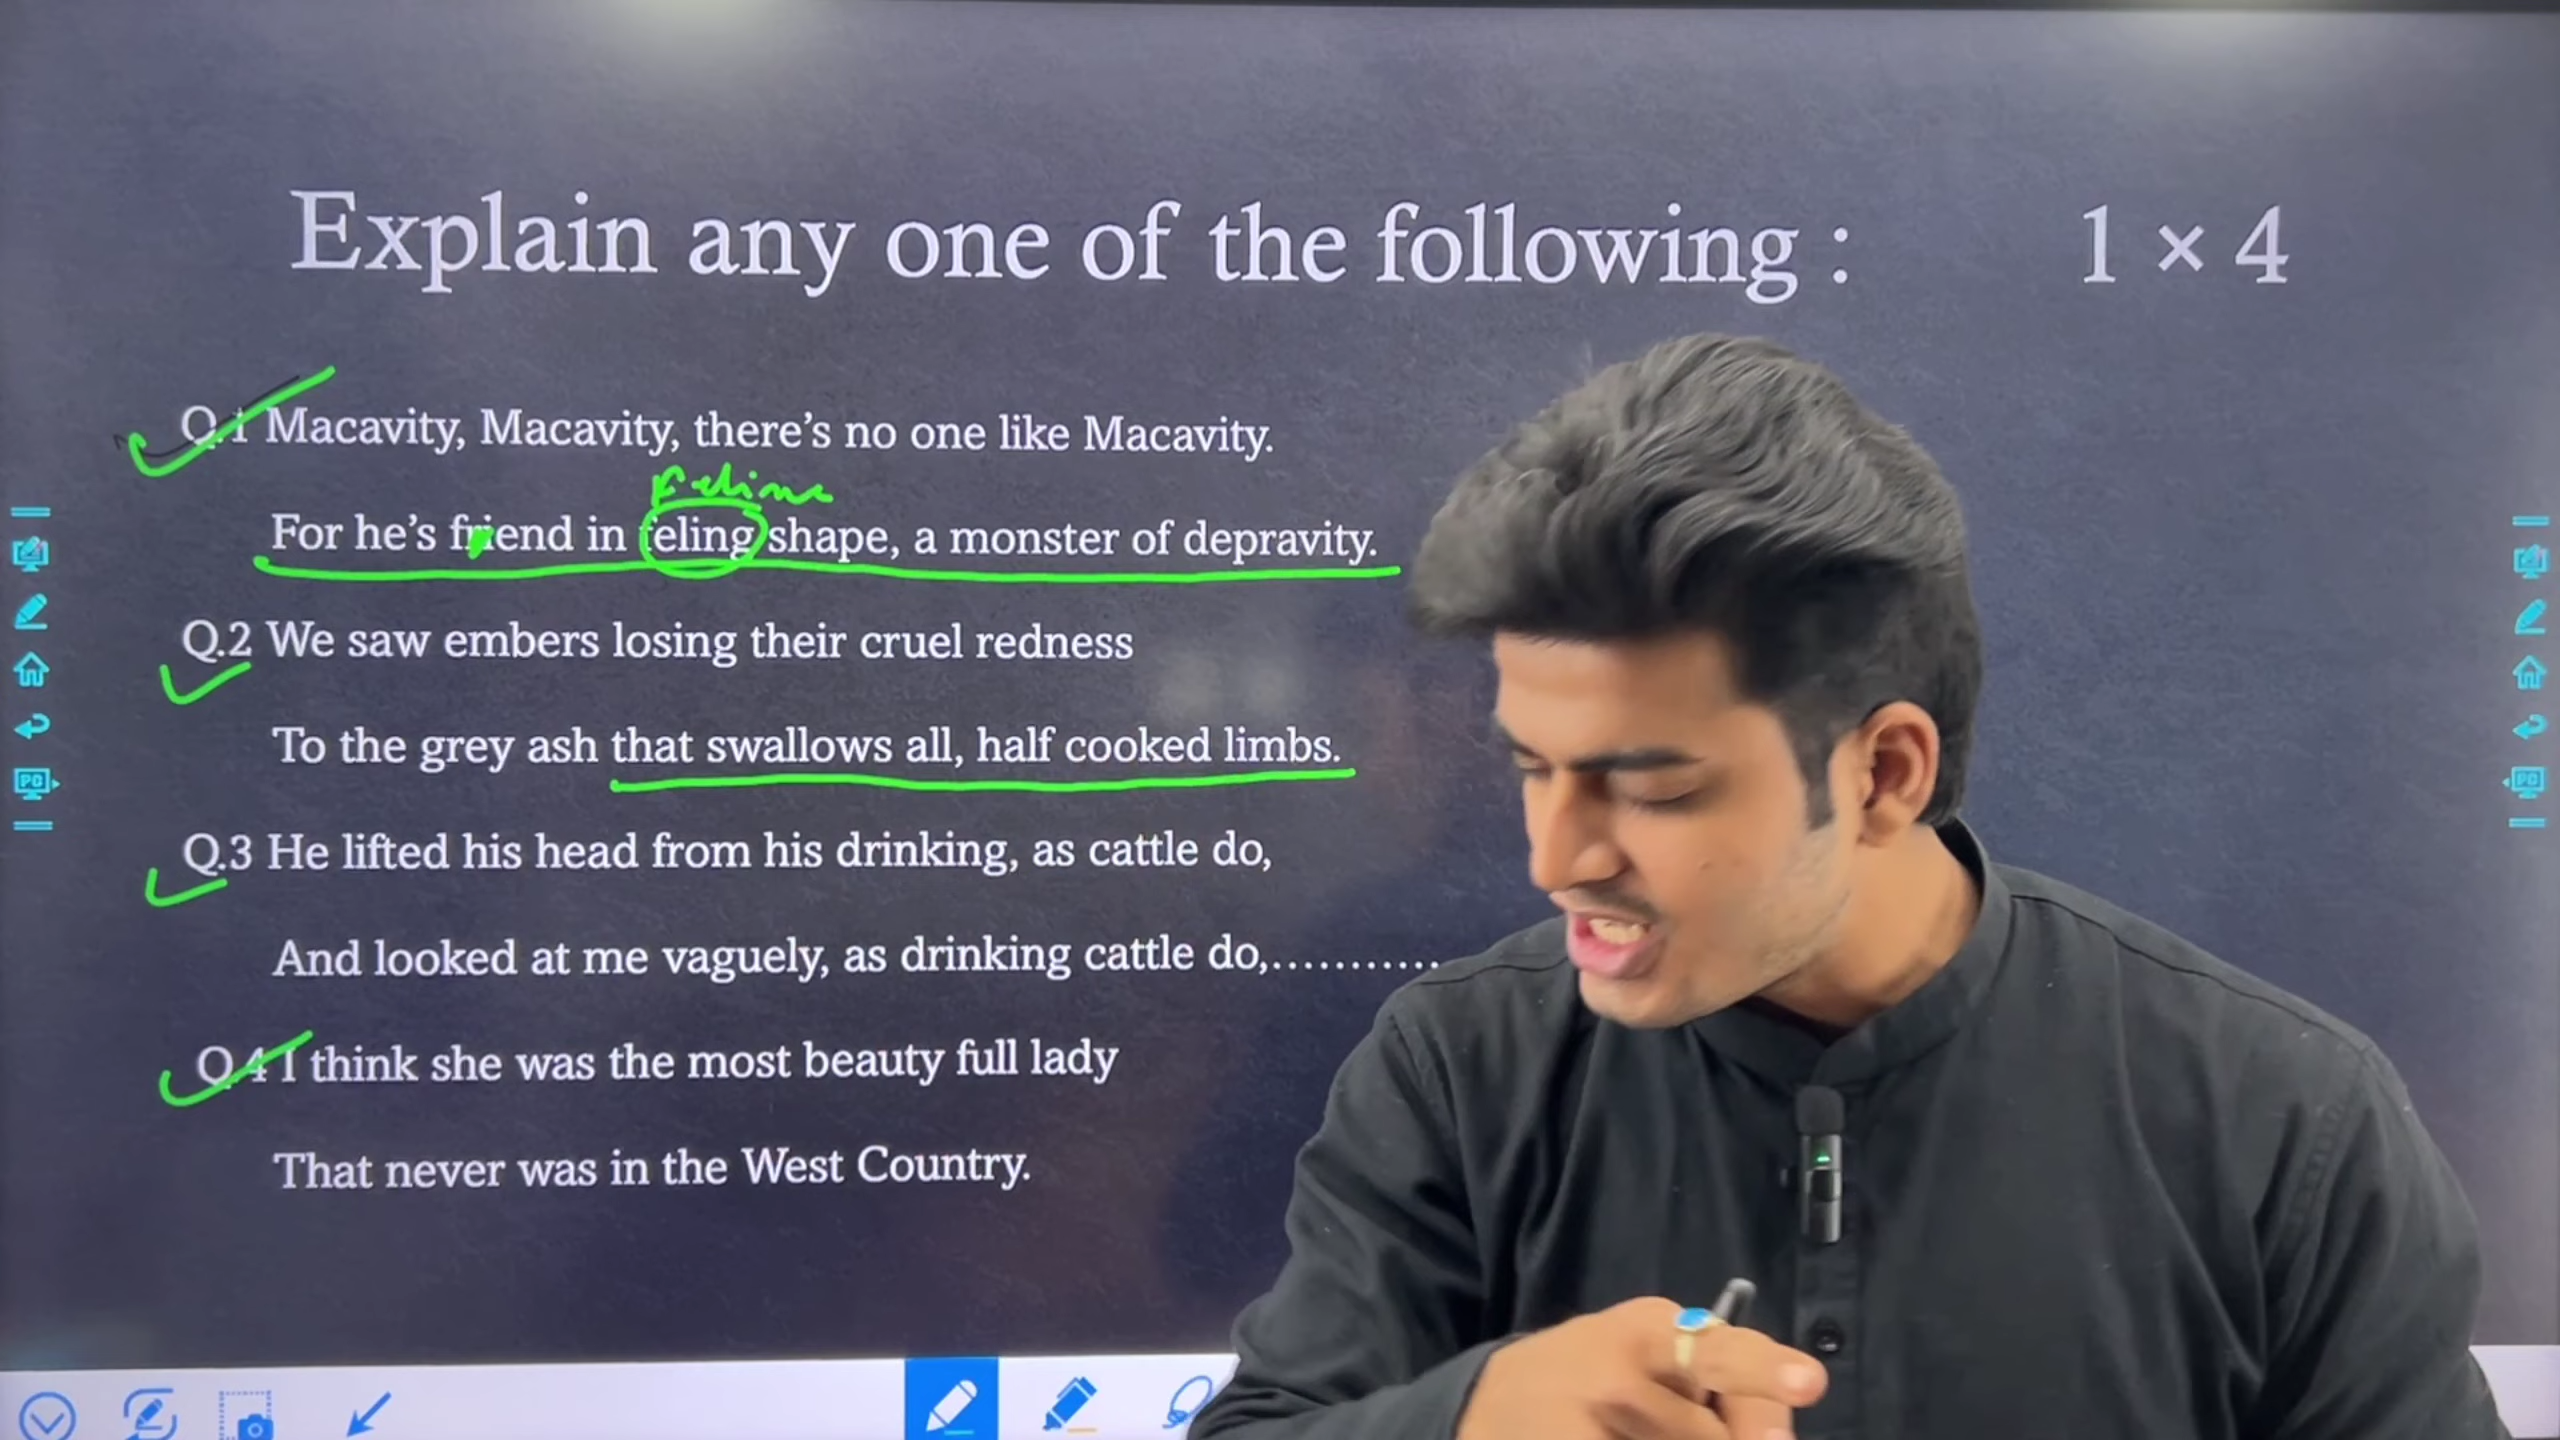 Explain any one of the following : 1 × 4
Q.1 Macavity, Macavity, there's no one like Macavity.
Feline
For he's friend in feling shape, a monster of depravity.
Q.2 We saw embers losing their cruel redness
To the grey ash that swallows all, half cooked limbs.
Q.3 He lifted his head from his drinking, as cattle do,
And looked at me vaguely, as drinking cattle do,...........
Q.4 I think she was the most beauty full lady
That never was in the West Country.
PC
PC